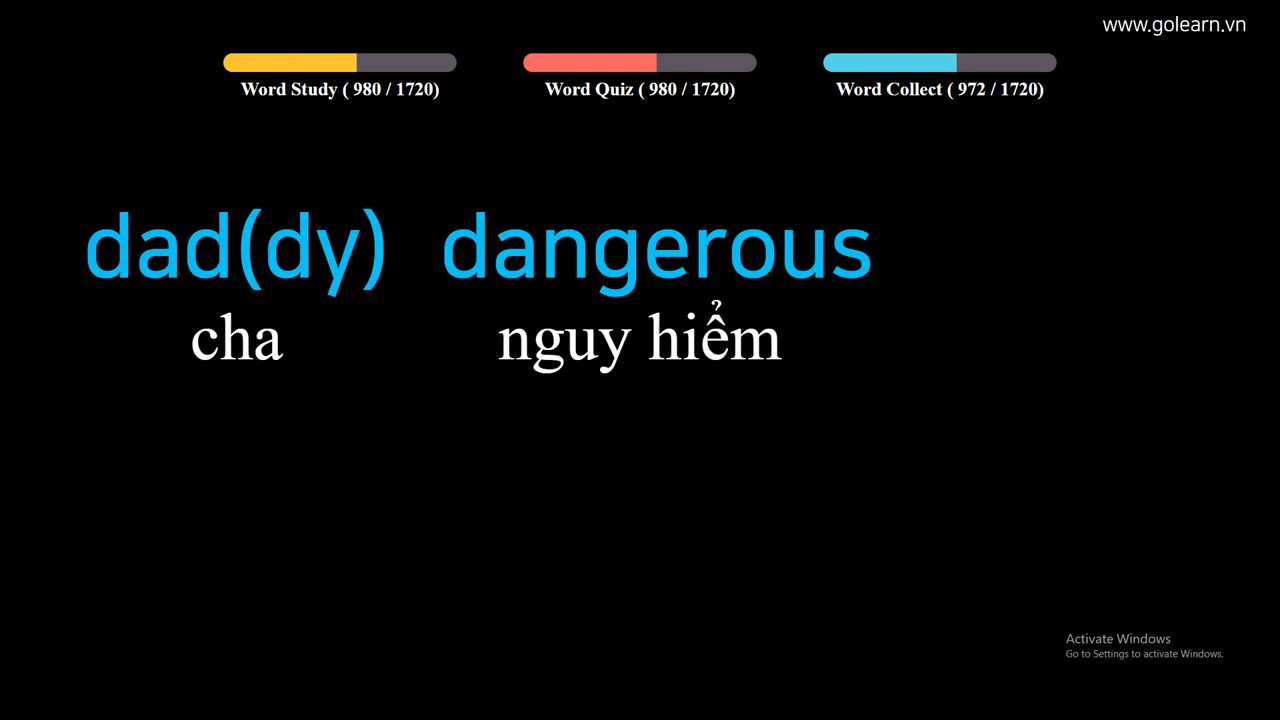 www.golearn.vn
Word Study ( 980 / 1720)
Word Quiz ( 980 / 1720)
Word Collect ( 972 / 1720)
dad(dy) dangerous
cha nguy hiểm
Activate Windows
Go to Settings to activate Windows.